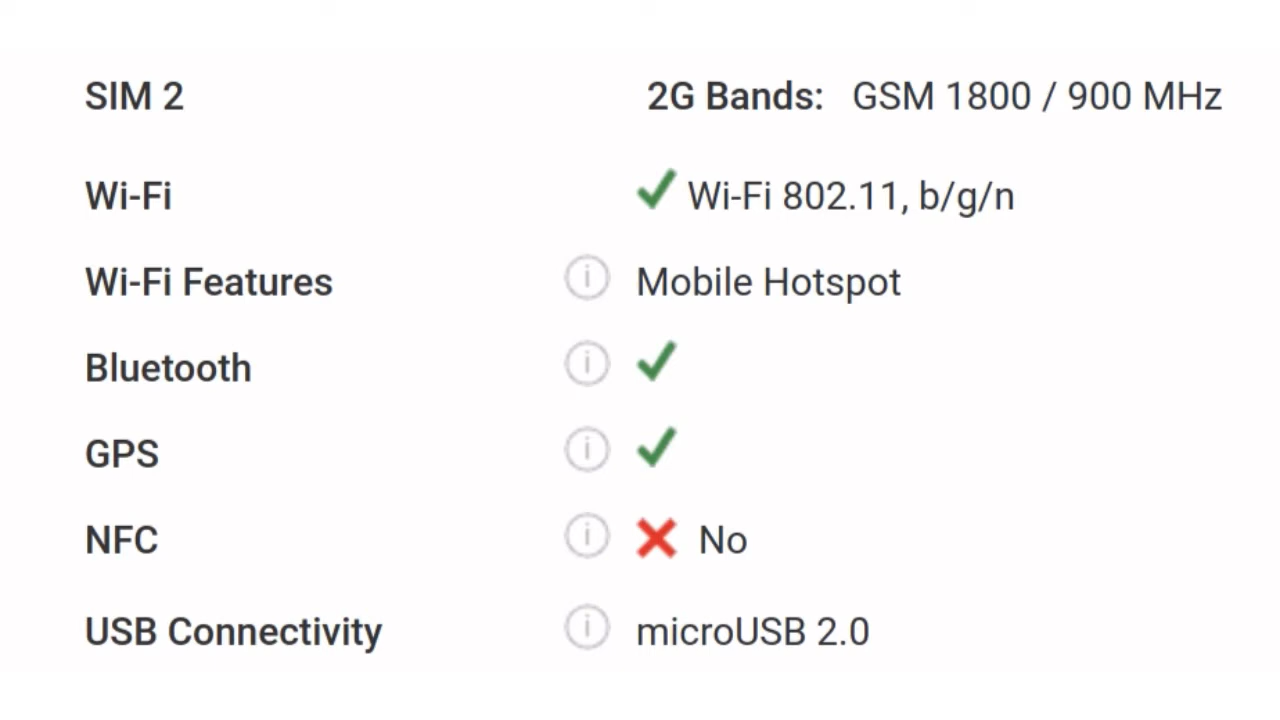 SIM 2 2G Bands: GSM 1800 / 900 MHz
Wi-Fi Wi-Fi 802.11, b/g/n
Wi-Fi Features Mobile Hotspot
Bluetooth
GPS
NFC No
USB Connectivity microUSB 2.0